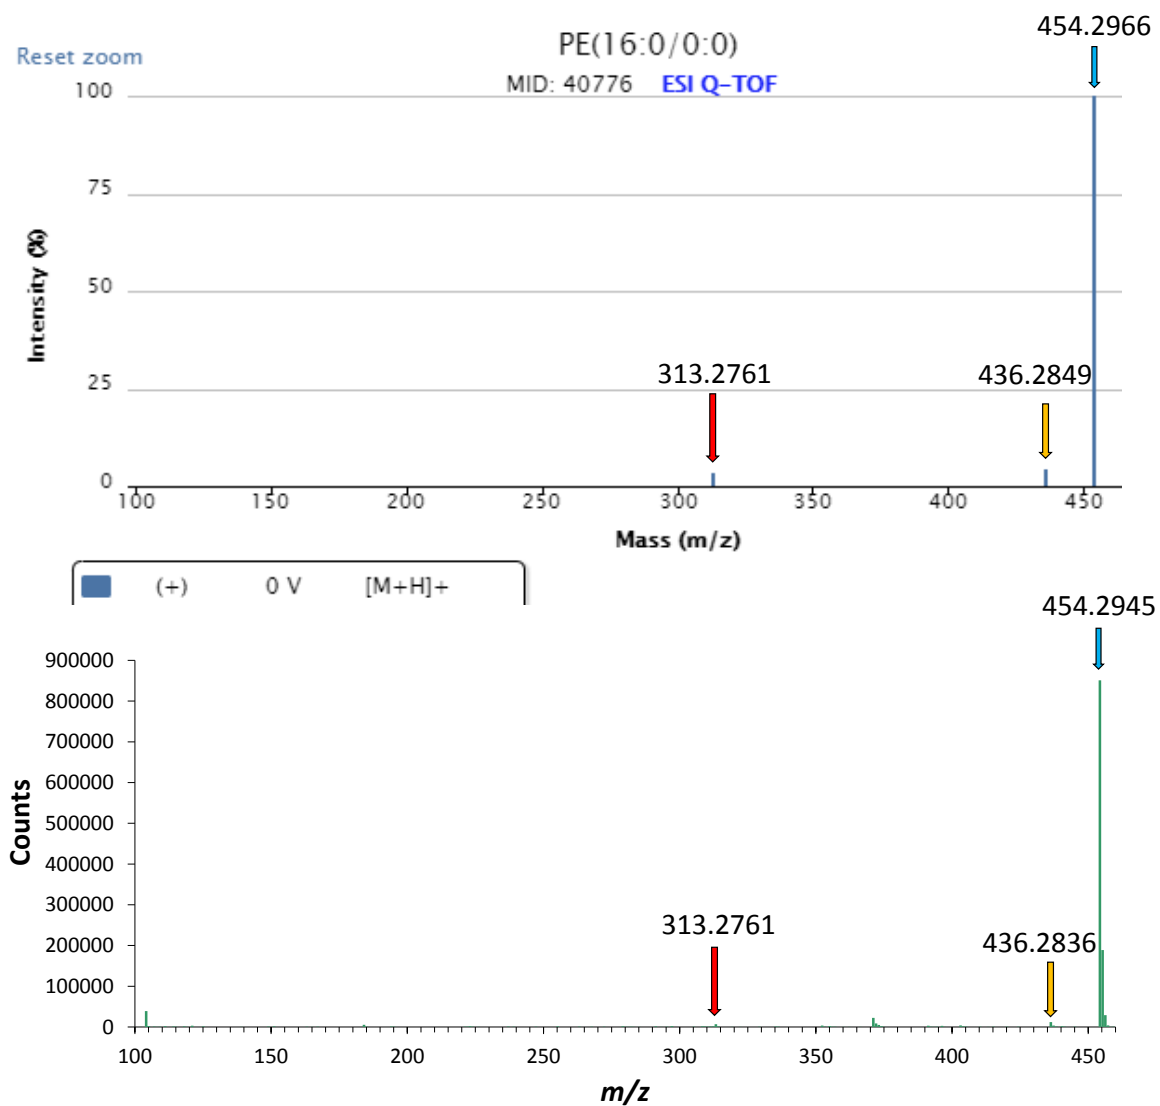 454.2966
PE(16:0/0:0)
Reset zoom
MID: 40776 ESI Q-TOF
100
75
50
25
0
Intensity (%)
313.2761
436.2849
100 150 200 250 300 350 400 450
Mass (m/z)
(+) 0 V [M+H]+
454.2945
900000
800000
700000
600000
500000
400000
300000
200000
100000
0
Counts
313.2761
436.2836
100 150 200 250 300 350 400 450
m/z